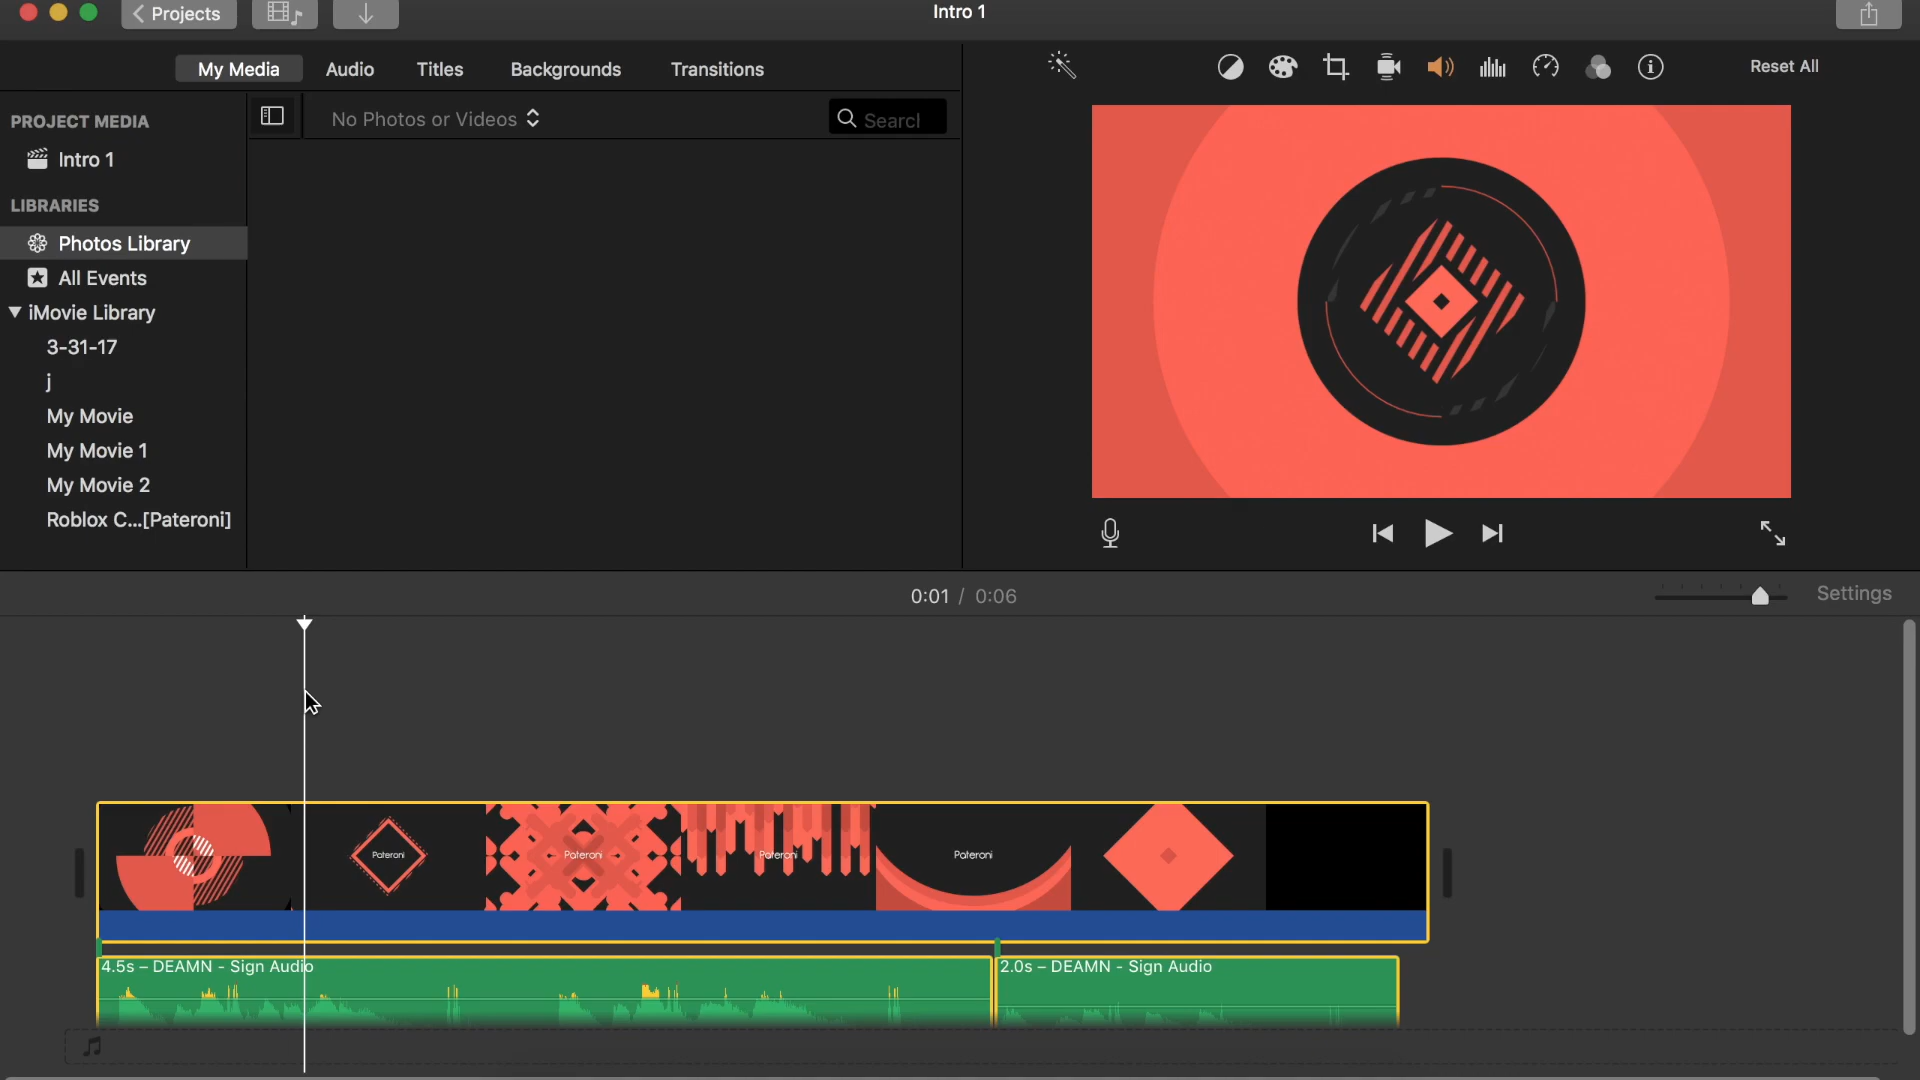 Projects
Intro 1
My Media
Audio
Titles
Backgrounds
Transitions
Reset All
PROJECT MEDIA
Intro 1
LIBRARIES
Photos Library
All Events
iMovie Library
3-31-17
j
My Movie
My Movie 1
My Movie 2
Roblox C...[Pateroni]
No Photos or Videos
Searcl
0:01 / 0:06
Settings
Pateroni
Pateroni
Pateroni
Pateroni
4.5s – DEAMN - Sign Audio
2.0s – DEAMN - Sign Audio